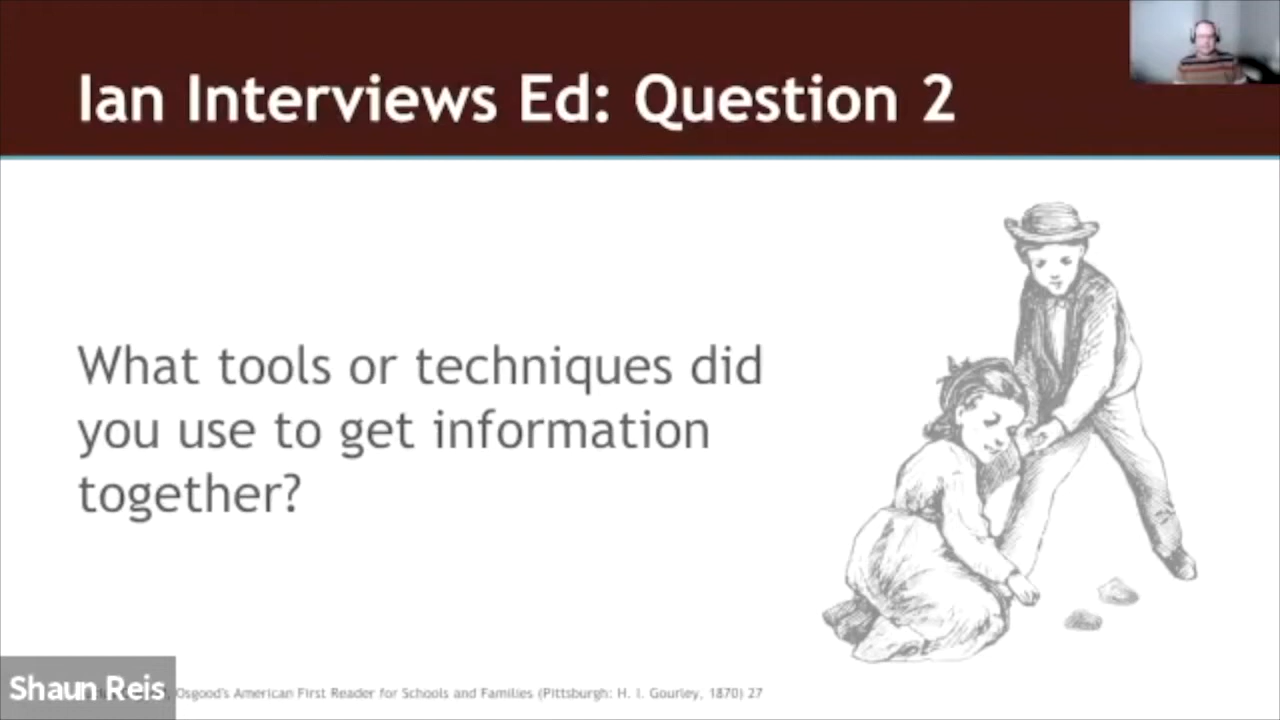 Ian Interviews Ed: Question 2
What tools or techniques did
you use to get information
together?
Shaun Reis
Osgood's American First Reader for Schools and Families (Pittsburgh: H. I. Gourley, 1870) 27